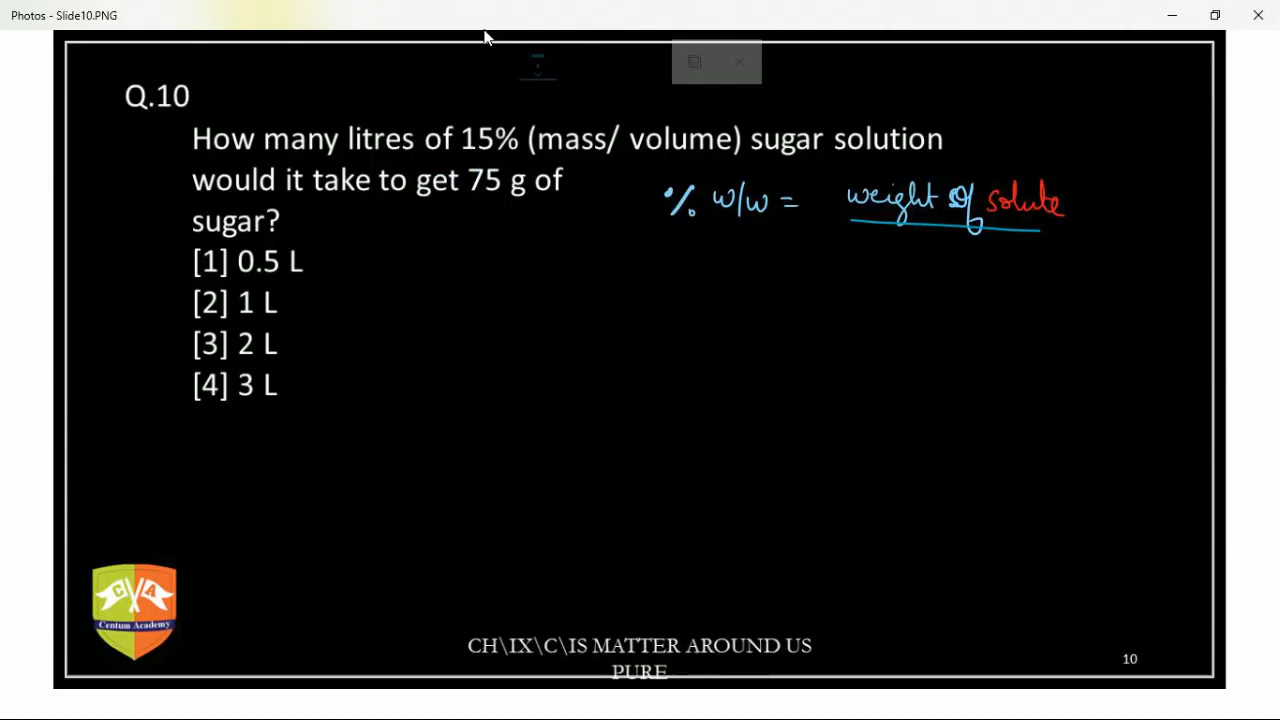 Photos - Slide10.PNG
Q.10
How many litres of 15% (mass/ volume) sugar solution
would it take to get 75 g of
sugar?
% w/w = weight of solute
[1] 0.5 L
[2] 1 L
[3] 2 L
[4] 3 L
C A
Centum Academy
CH\IX\C\IS MATTER AROUND US
PURE
10